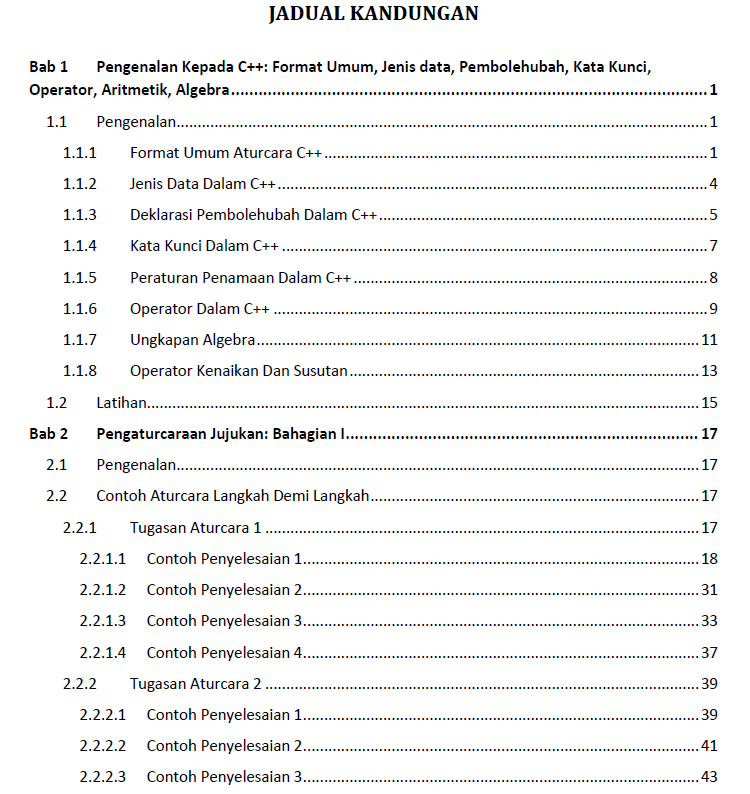 JADUAL KANDUNGAN
Bab 1 Pengenalan Kepada C++: Format Umum, Jenis data, Pembolehubah, Kata Kunci,
Operator, Aritmetik, Algebra....................1
1.1 Pengenalan....................1
1.1.1 Format Umum Aturcara C++....................1
1.1.2 Jenis Data Dalam C++....................4
1.1.3 Deklarasi Pembolehubah Dalam C++....................5
1.1.4 Kata Kunci Dalam C++....................7
1.1.5 Peraturan Penamaan Dalam C++....................8
1.1.6 Operator Dalam C++....................9
1.1.7 Ungkapan Algebra....................11
1.1.8 Operator Kenaikan Dan Susutan....................13
1.2 Latihan....................15
Bab 2 Pengaturcaraan Jujukan: Bahagian I....................17
2.1 Pengenalan....................17
2.2 Contoh Aturcara Langkah Demi Langkah....................17
2.2.1 Tugasan Aturcara 1....................17
2.2.1.1 Contoh Penyelesaian 1....................18
2.2.1.2 Contoh Penyelesaian 2....................31
2.2.1.3 Contoh Penyelesaian 3....................33
2.2.1.4 Contoh Penyelesaian 4....................37
2.2.2 Tugasan Aturcara 2....................39
2.2.2.1 Contoh Penyelesaian 1....................39
2.2.2.2 Contoh Penyelesaian 2....................41
2.2.2.3 Contoh Penyelesaian 3....................43